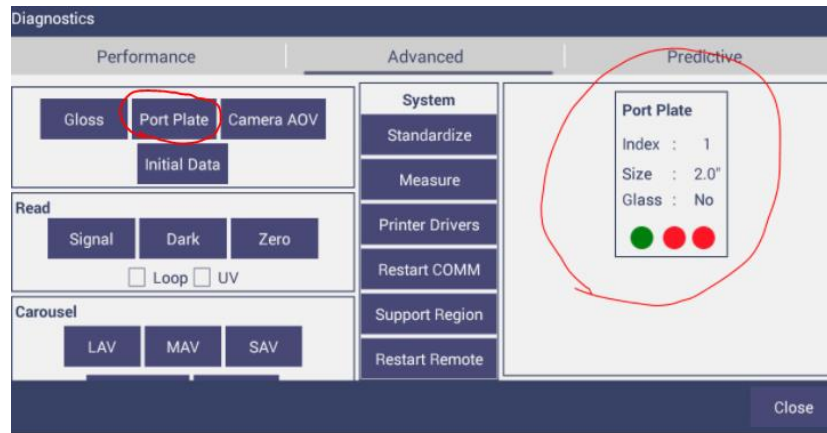 Diagnostics
Performance
Advanced
Predictive
Gloss
Port Plate
Camera AOV
Initial Data
Read
Signal
Dark
Zero
Loop
UV
Carousel
LAV
MAV
SAV
System
Standardize
Measure
Printer Drivers
Restart COMM
Support Region
Restart Remote
Port Plate
Index : 1
Size : 2.0"
Glass : No
Close